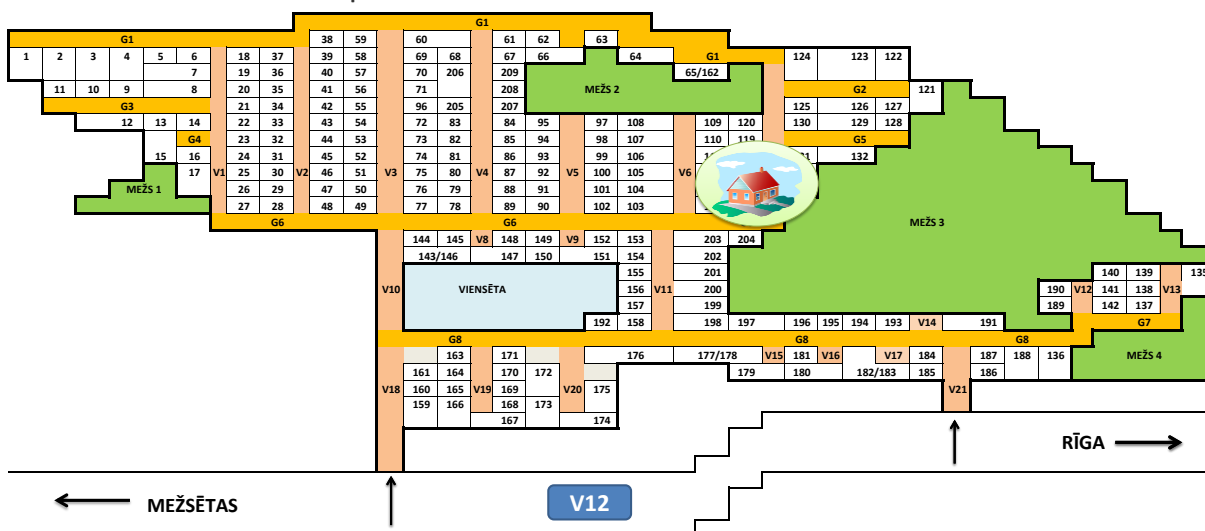 G1
38 59 60 61 62 63
G1
1 2 3 4 5 6 18 37 39 58 69 68 67 66 64 G1 124 123 122
7 19 36 40 57 70 206 209 65/162
11 10 9 8 20 35 41 56 71 208 MEŽS 2 G2 121
G3 21 34 42 55 96 205 207 125 126 127
12 13 14 22 33 43 54 72 83 84 95 97 108 109 120 130 129 128
G4 23 32 44 53 73 82 85 94 98 107 110 119 G5
15 16 24 31 45 52 74 81 86 93 99 106 132
17 V1 25 30 V2 46 51 V3 75 80 V4 87 92 V5 100 105 V6
MEŽS 1 26 29 47 50 76 79 88 91 101 104
27 28 48 49 77 78 89 90 102 103
G6 G6 MEŽS 3
144 145 V8 148 149 V9 152 153 203 204
143/146 147 150 151 154 202
155 201 140 139 135
V10 VIENSĒTA 156 V11 200 190 V12 141 138 V13
157 199 189 142 137
192 158 198 197 196 195 194 193 V14 191 G7
G8 G8 G8
163 171 176 177/178 V15 181 V16 V17 184 187 188 136 MEŽS 4
161 164 170 172 179 180 182/183 185 186
V18 160 165 V19 169 V20 175 V21
159 166 168 173
167 174
RĪGA
MEŽSĒTAS V12